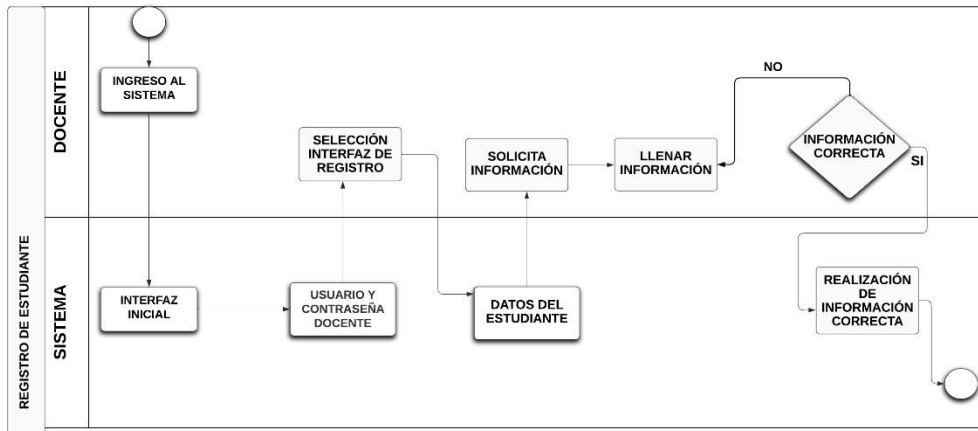 REGISTRO DE ESTUDIANTE
DOCENTE
INGRESO AL
SISTEMA
SELECCIÓN
INTERFAZ DE
REGISTRO
SOLICITA
INFORMACIÓN
LLENAR
INFORMACIÓN
NO
INFORMACIÓN
CORRECTA
SI
SISTEMA
INTERFAZ
INICIAL
USUARIO Y
CONTRASEÑA
DOCENTE
DATOS DEL
ESTUDIANTE
REALIZACIÓN
DE
INFORMACIÓN
CORRECTA